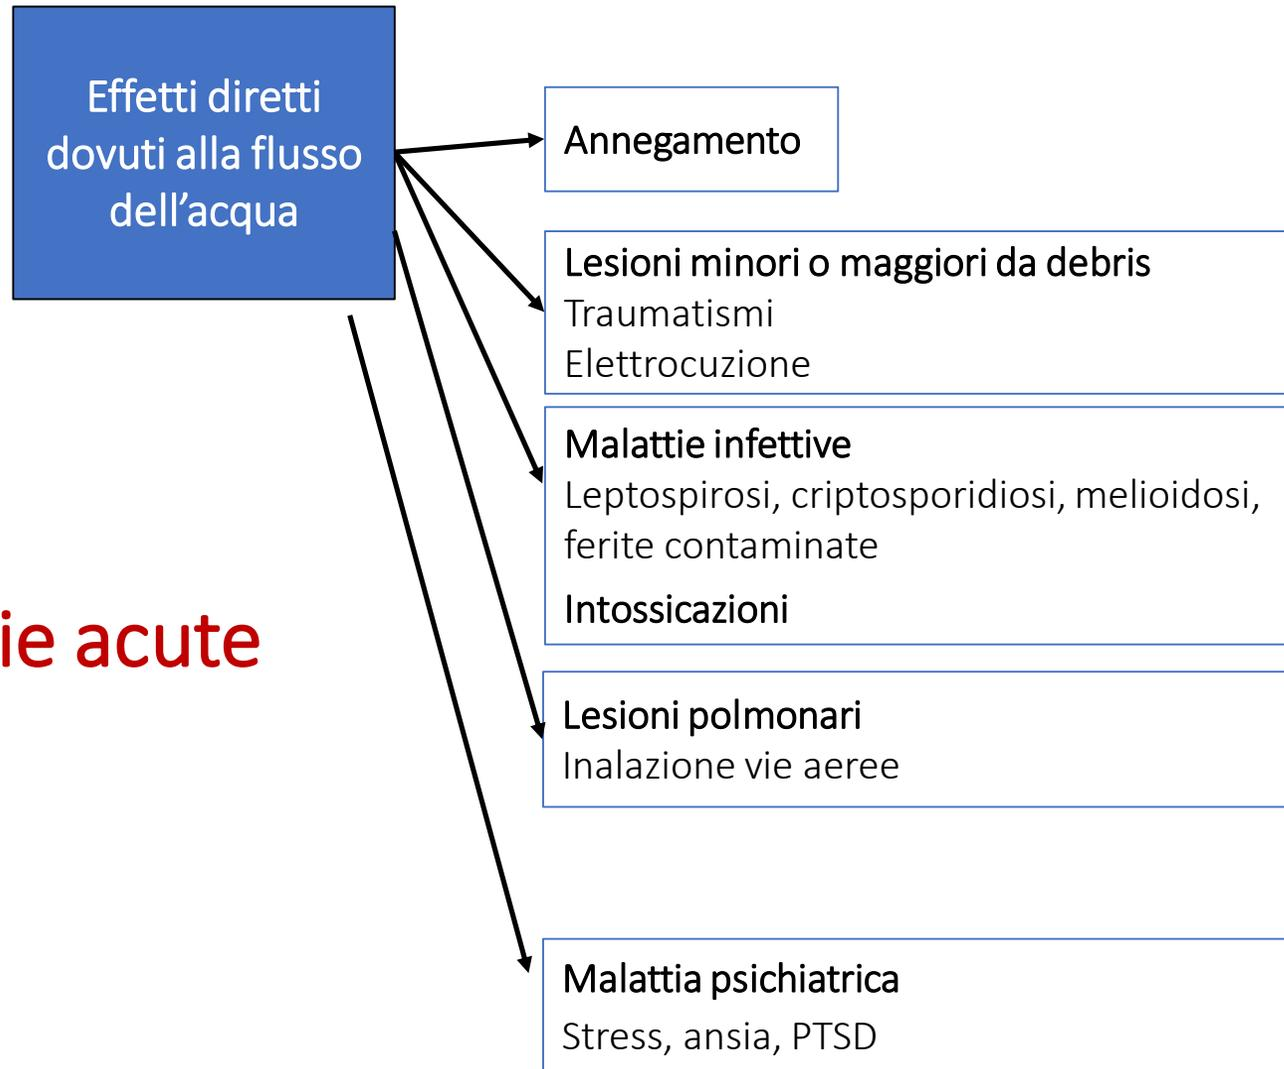 Effetti diretti
dovuti alla flusso
dell’acqua
Annegamento
Lesioni minori o maggiori da debris
Traumatismi
Elettrocuzione
Malattie infettive
Leptospirosi, criptosporidiosi, melioidosi,
ferite contaminate
Intossicazioni
ie acute
Lesioni polmonari
Inalazione vie aeree
Malattia psichiatrica
Stress, ansia, PTSD